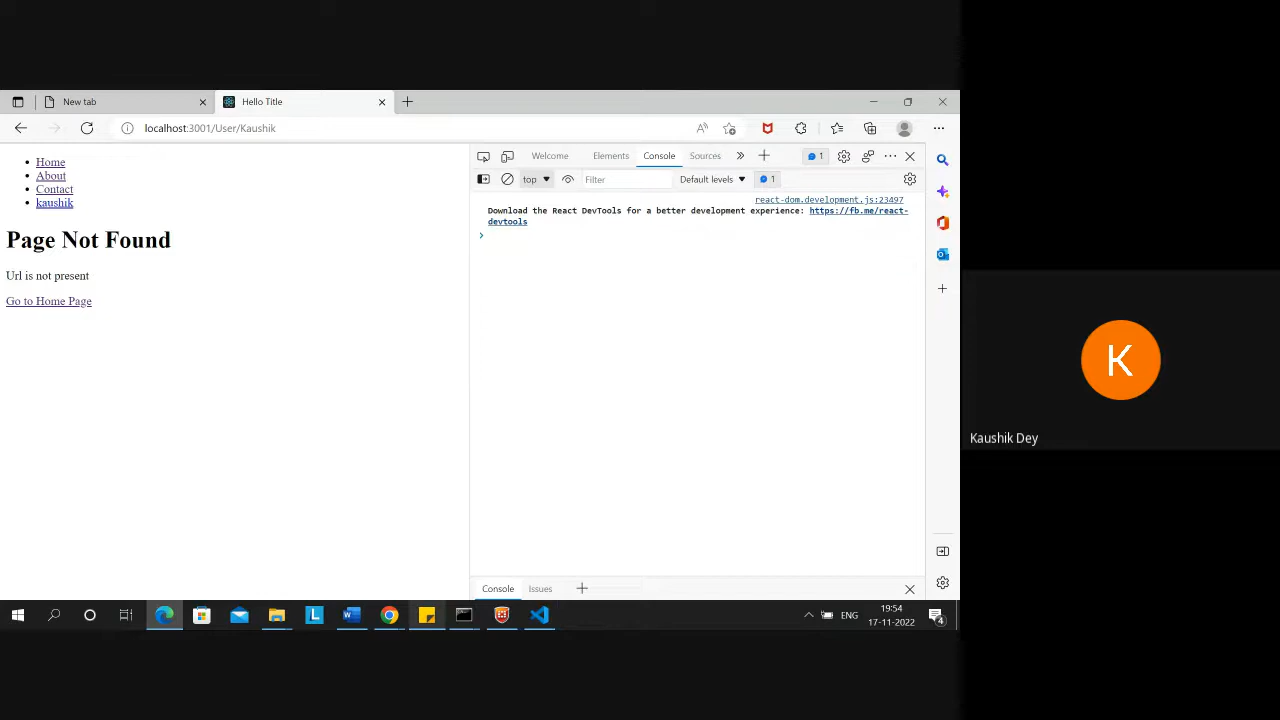 New tab
Hello Title
localhost:3001/User/Kaushik
Home
About
Contact
kaushik
Page Not Found
Url is not present
Go to Home Page
Welcome
Elements
Console
Sources
1
top
Filter
Default levels
1
react-dom.development.js:23497
Download the React DevTools for a better development experience: https://fb.me/react-
devtools
Console
Issues
K
Kaushik Dey
L
W
ENG
19:54
17-11-2022
4